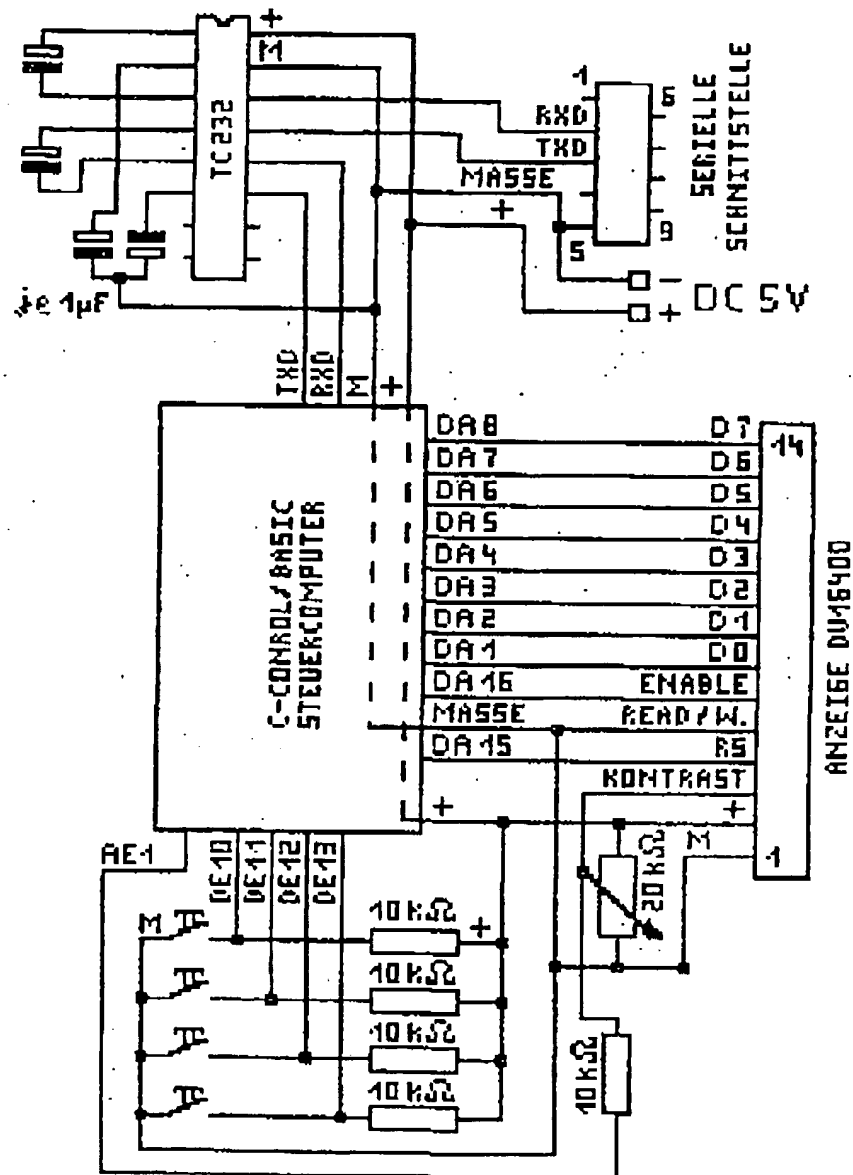 +
M
TC232
1
6
RXD
TXD
MASSE
+
5
9
SERIELLE
SCHNITTSTELLE
− DC 5V
+
je 1µF
TXD
RXD
M
+
C-CONROL/BASIC
STEUERCOMPUTER
DA8 D7
DA7 D6
DA6 D5
DA5 D4
DA4 D3
DA3 D2
DA2 D1
DA1 D0
DA16 ENABLE
MASSE READ/W.
DA15 RS
KONTRAST
+ +
M
14
1
ANZEIGE DV16400
20kΩ
AE1
DE10
DE11
DE12
DE13
M
10kΩ +
10kΩ
10kΩ
10kΩ
10kΩ